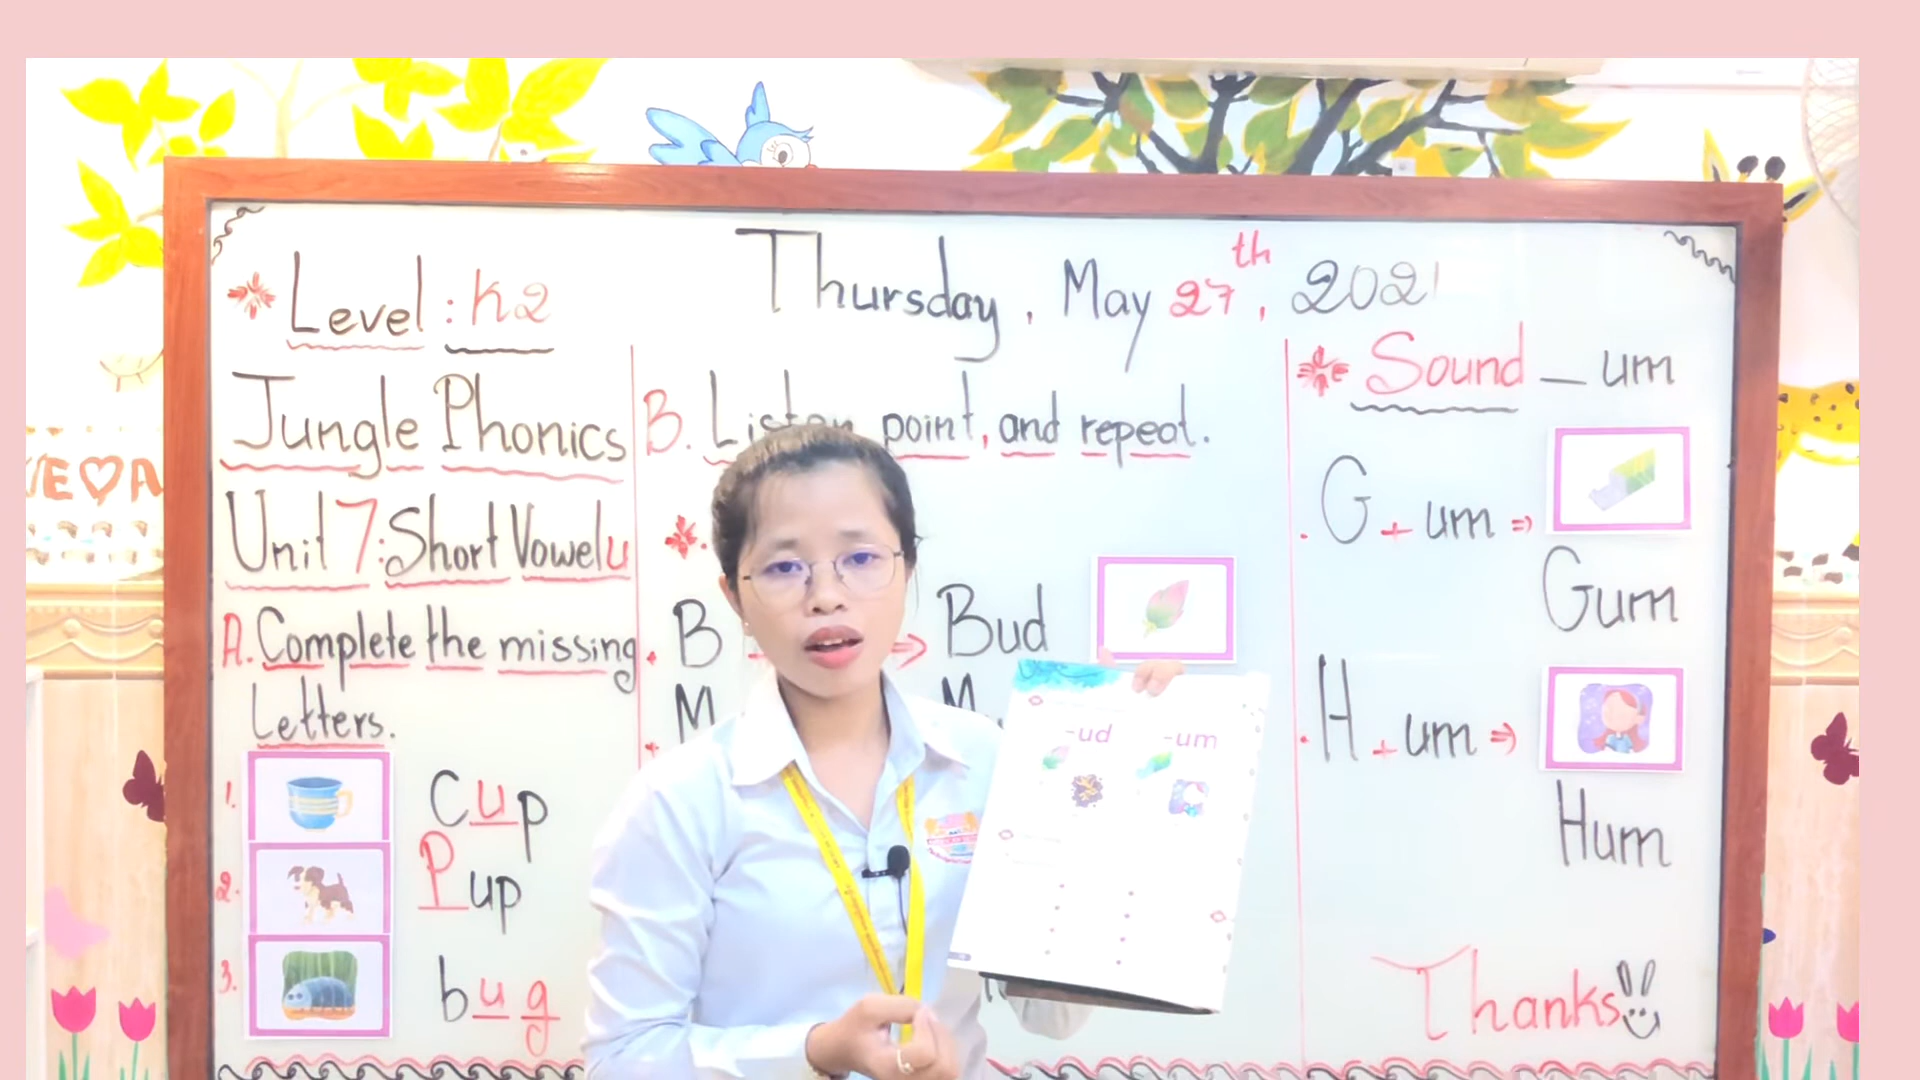 Thursday, May 27th, 2021
* Level: K2
Jungle Phonics
Unit 7: Short Vowel u
A. Complete the missing
Letters.
1. Cup
2. Pup
3. bug
B. Listen, point, and repeat.
. B => Bud
. M M
-ud -um
* Sound _ um
. G + um =>
Gum
. H + um =>
Hum
Thanks!!